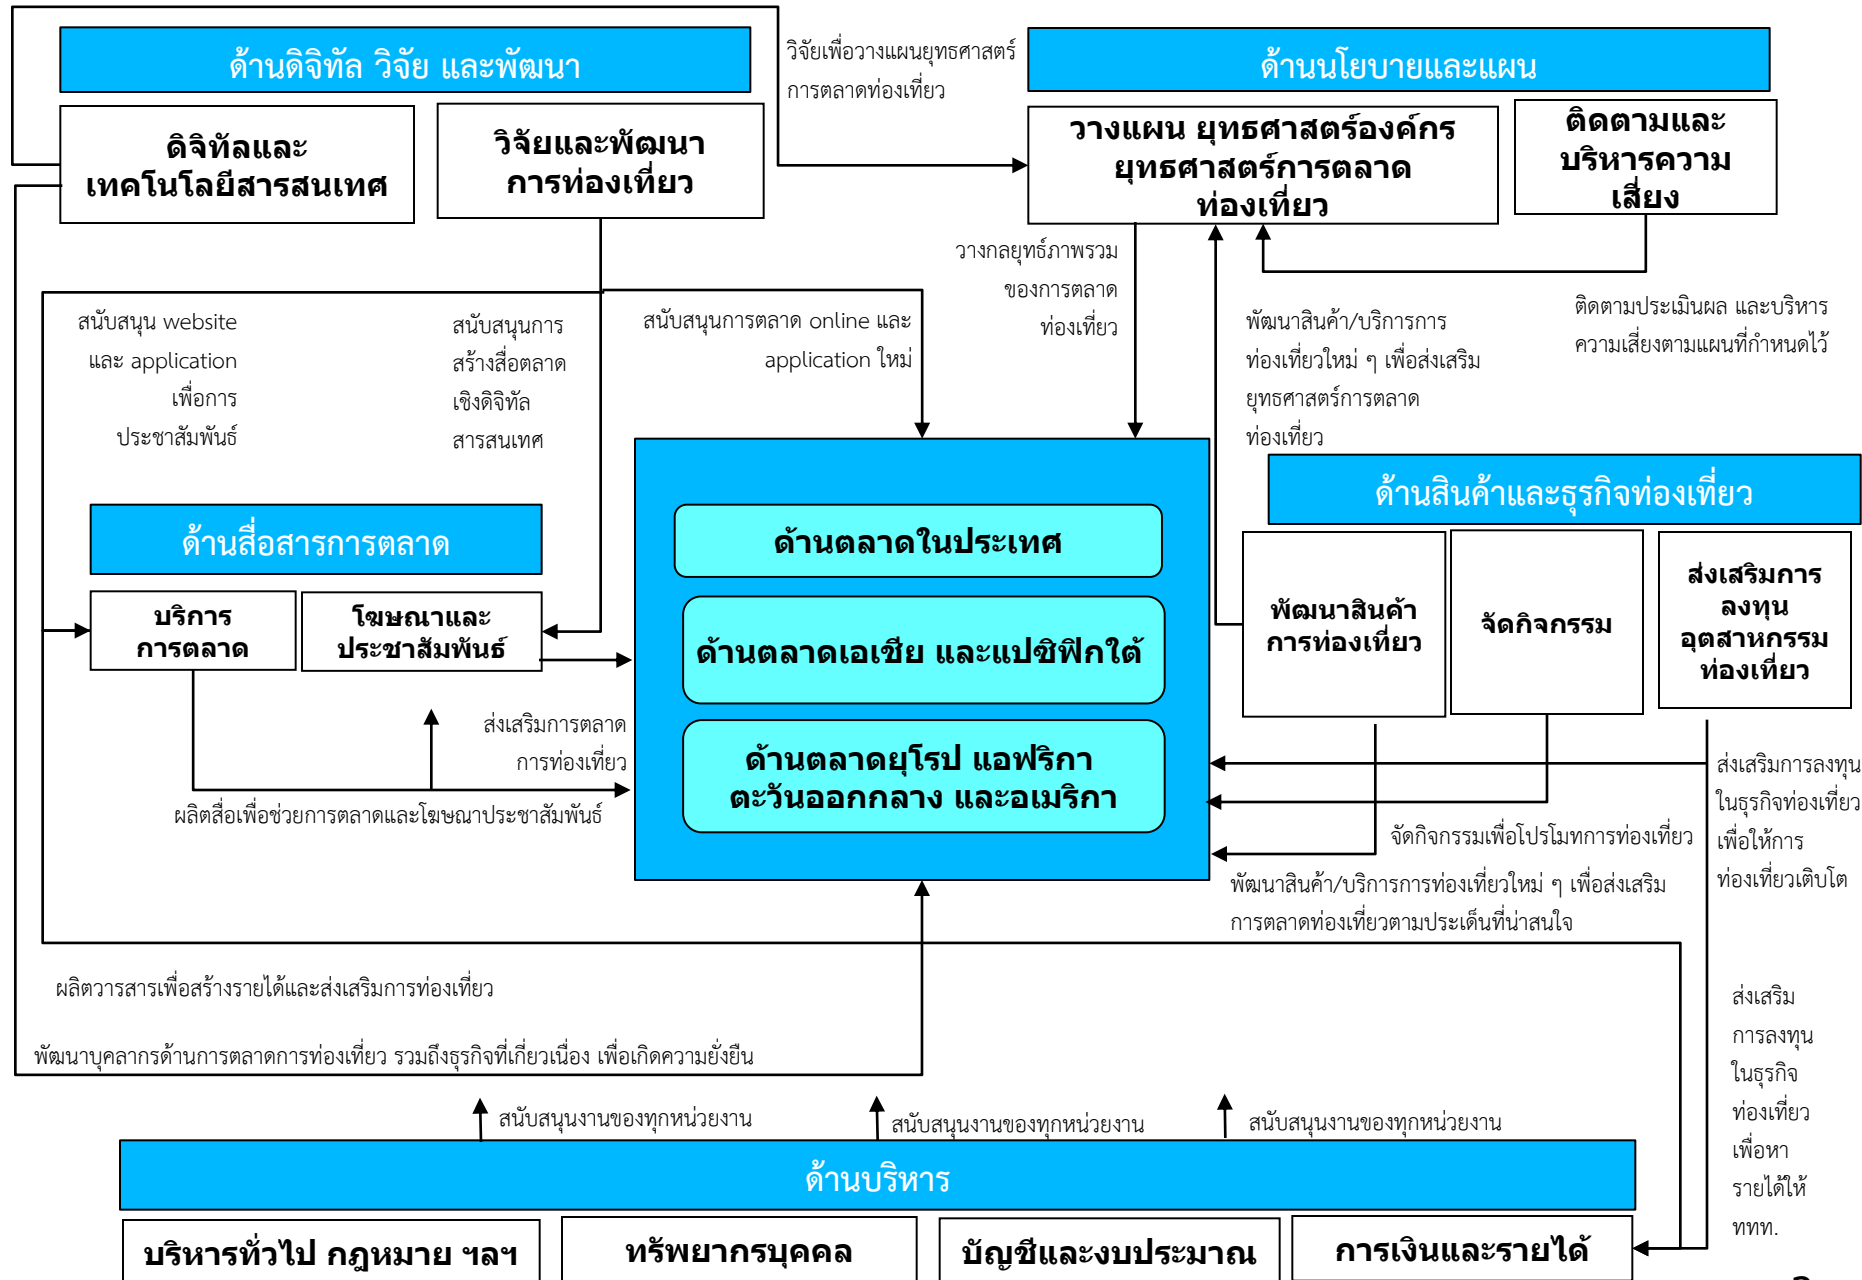 ด้านดิจิทัล วิจัย และพัฒนา
วิจัยเพื่อวางแผนยุทธศาสตร์
การตลาดท่องเที่ยว
ด้านนโยบายและแผน
ดิจิทัลและ
เทคโนโลยีสารสนเทศ
วิจัยและพัฒนา
การท่องเที่ยว
วางแผน ยุทธศาสตร์องค์กร
ยุทธศาสตร์การตลาด
ท่องเที่ยว
ติดตามและ
บริหารความ
เสี่ยง
วางกลยุทธ์ภาพรวม
ของการตลาด
ท่องเที่ยว
สนับสนุน website
และ application
เพื่อการ
ประชาสัมพันธ์
สนับสนุนการ
สร้างสื่อตลาด
เชิงดิจิทัล
สารสนเทศ
สนับสนุนการตลาด online และ
application ใหม่
พัฒนาสินค้า/บริการการ
ท่องเที่ยวใหม่ ๆ เพื่อส่งเสริม
ยุทธศาสตร์การตลาด
ท่องเที่ยว
ติดตามประเมินผล และบริหาร
ความเสี่ยงตามแผนที่กำหนดไว้
ด้านสินค้าและธุรกิจท่องเที่ยว
ด้านสื่อสารการตลาด
ด้านตลาดในประเทศ
ด้านตลาดเอเชีย และแปซิฟิกใต้
ด้านตลาดยุโรป แอฟริกา
ตะวันออกกลาง และอเมริกา
บริการ
การตลาด
โฆษณาและ
ประชาสัมพันธ์
พัฒนาสินค้า
การท่องเที่ยว
จัดกิจกรรม
ส่งเสริมการ
ลงทุน
อุตสาหกรรม
ท่องเที่ยว
ส่งเสริมการตลาด
การท่องเที่ยว
ผลิตสื่อเพื่อช่วยการตลาดและโฆษณาประชาสัมพันธ์
ส่งเสริมการลงทุน
ในธุรกิจท่องเที่ยว
เพื่อให้การ
ท่องเที่ยวเติบโต
จัดกิจกรรมเพื่อโปรโมทการท่องเที่ยว
พัฒนาสินค้า/บริการการท่องเที่ยวใหม่ ๆ เพื่อส่งเสริม
การตลาดท่องเที่ยวตามประเด็นที่น่าสนใจ
ผลิตวารสารเพื่อสร้างรายได้และส่งเสริมการท่องเที่ยว
พัฒนาบุคลากรด้านการตลาดการท่องเที่ยว รวมถึงธุรกิจที่เกี่ยวเนื่อง เพื่อเกิดความยั่งยืน
ส่งเสริม
การลงทุน
ในธุรกิจ
ท่องเที่ยว
เพื่อหา
รายได้ให้
ททท.
สนับสนุนงานของทุกหน่วยงาน
สนับสนุนงานของทุกหน่วยงาน
สนับสนุนงานของทุกหน่วยงาน
ด้านบริหาร
บริหารทั่วไป กฎหมาย ฯลฯ
ทรัพยากรบุคคล
บัญชีและงบประมาณ
การเงินและรายได้